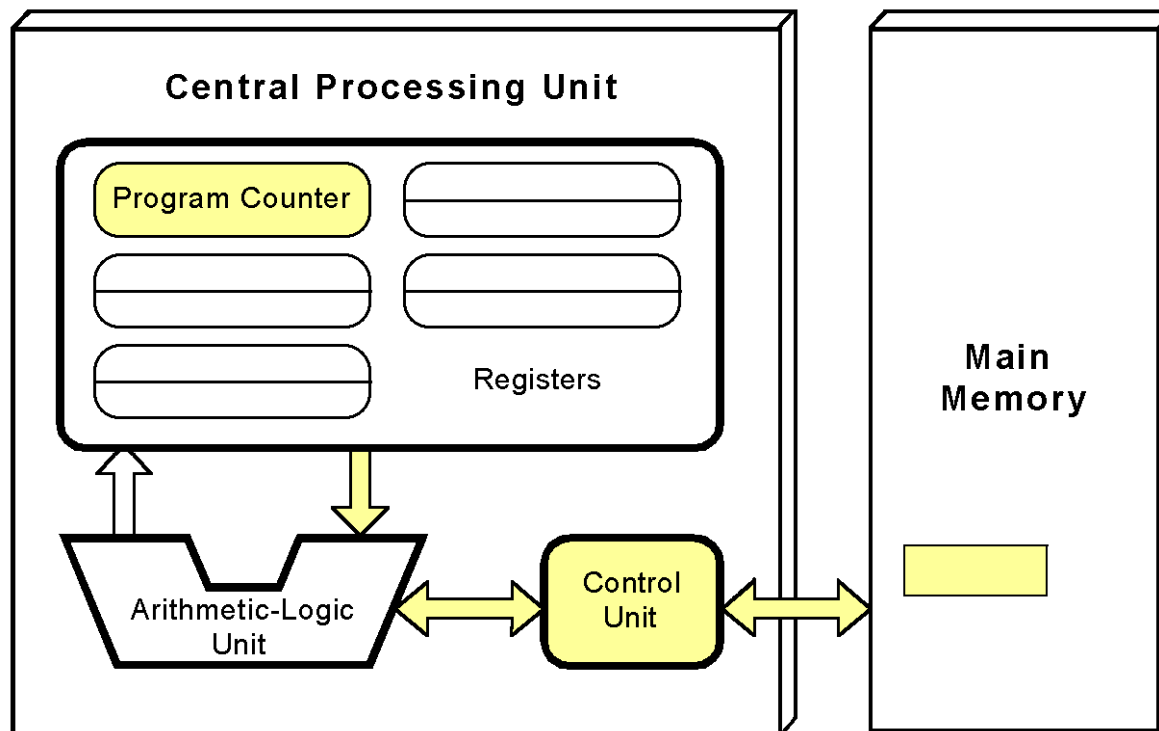 Central Processing Unit
Program Counter
Registers
Main
Memory
Arithmetic-Logic
Unit
Control
Unit